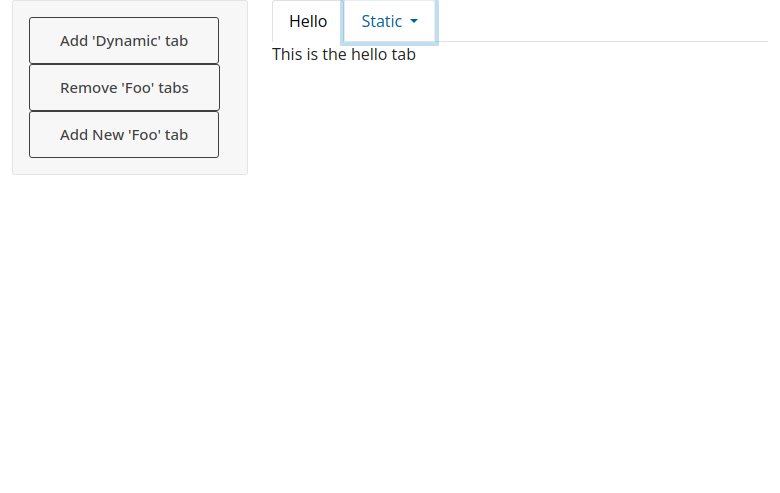 Add 'Dynamic' tab
Remove 'Foo' tabs
Add New 'Foo' tab
Hello
Static
This is the hello tab